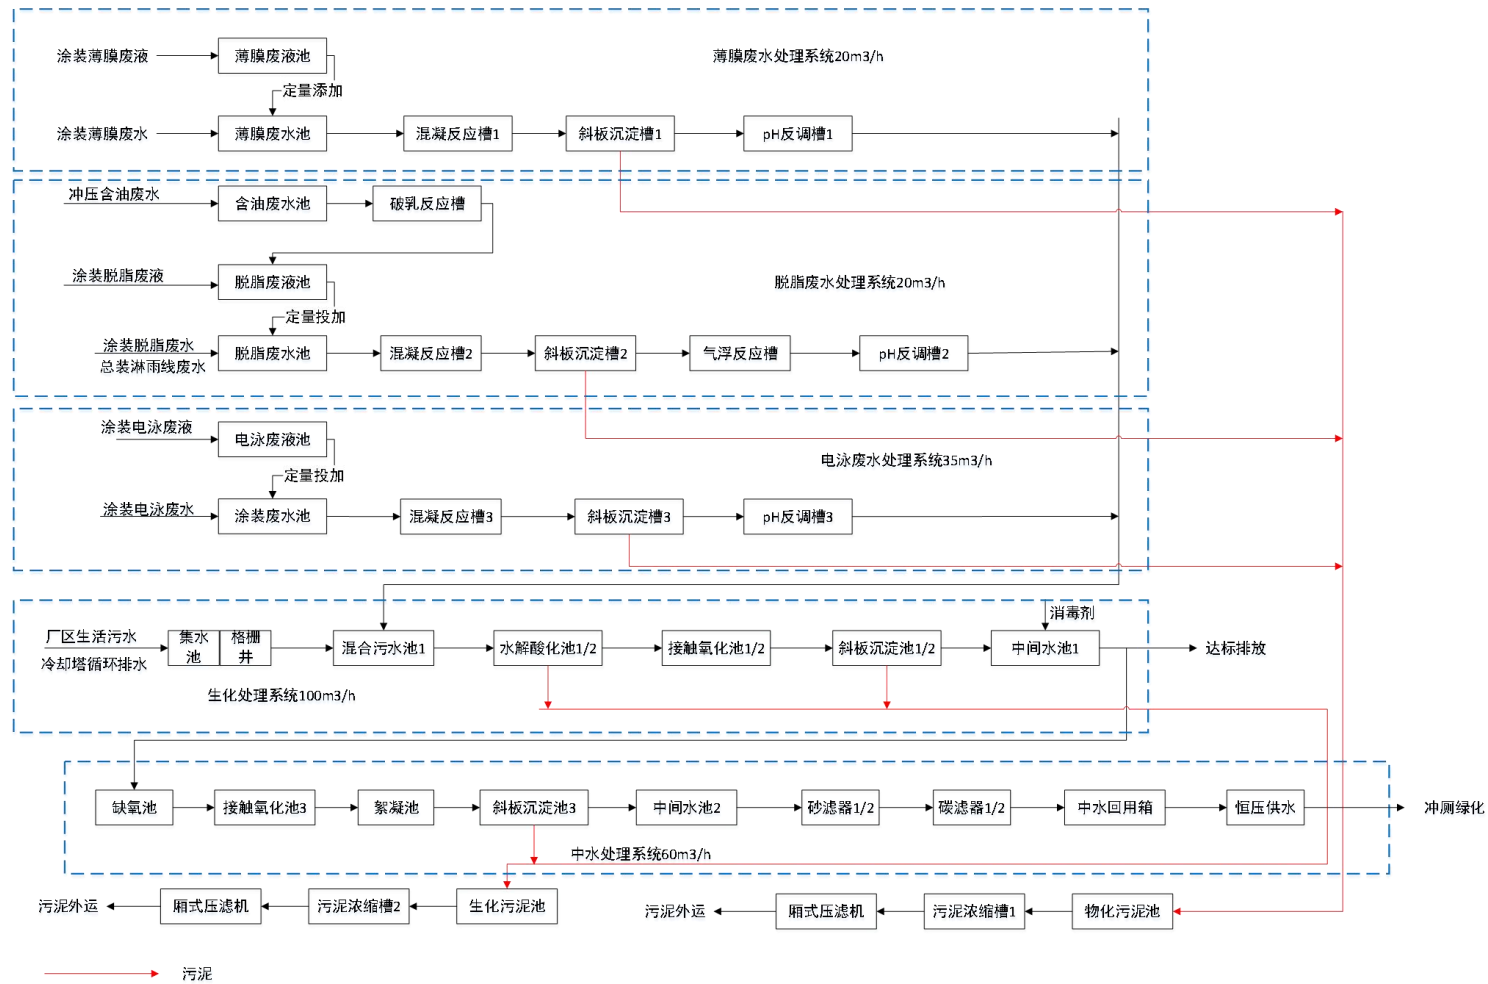 涂装薄膜废液
薄膜废液池
薄膜废水处理系统20m3/h
定量添加
涂装薄膜废水
薄膜废水池
混凝反应槽1
斜板沉淀槽1
pH反调槽1
冲压含油废水
含油废水池
破乳反应槽
涂装脱脂废液
脱脂废液池
脱脂废水处理系统20m3/h
定量投加
涂装脱脂废水
总装淋雨线废水
脱脂废水池
混凝反应槽2
斜板沉淀槽2
气浮反应槽
pH反调槽2
涂装电泳废液
电泳废液池
电泳废水处理系统35m3/h
定量投加
涂装电泳废水
涂装废水池
混凝反应槽3
斜板沉淀槽3
pH反调槽3
消毒剂
厂区生活污水
冷却塔循环排水
集水
池
格栅
井
混合污水池1
水解酸化池1/2
接触氧化池1/2
斜板沉淀池1/2
中间水池1
达标排放
生化处理系统100m3/h
缺氧池
接触氧化池3
絮凝池
斜板沉淀池3
中间水池2
砂滤器1/2
碳滤器1/2
中水回用箱
恒压供水
冲厕绿化
中水处理系统60m3/h
污泥外运
厢式压滤机
污泥浓缩槽2
生化污泥池
污泥外运
厢式压滤机
污泥浓缩槽1
物化污泥池
污泥